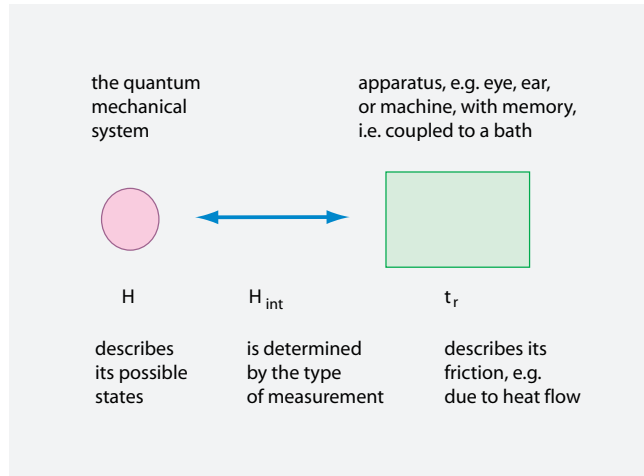 the quantum
mechanical
system
apparatus, e.g. eye, ear,
or machine, with memory,
i.e. coupled to a bath
H
H int
t r
describes
its possible
states
is determined
by the type
of measurement
describes its
friction, e.g.
due to heat flow